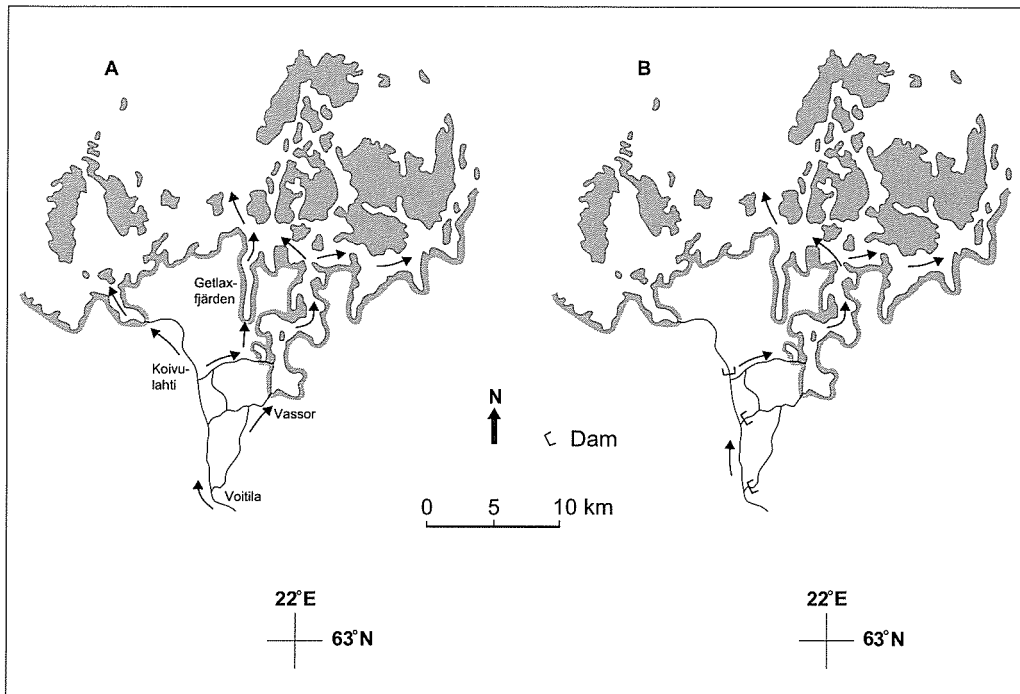 A
B
Getlax-
fjärden
Koivu-
lahti
Vassor
Voitila
N
Dam
0 5 10 km
22°E
63°N
22°E
63°N